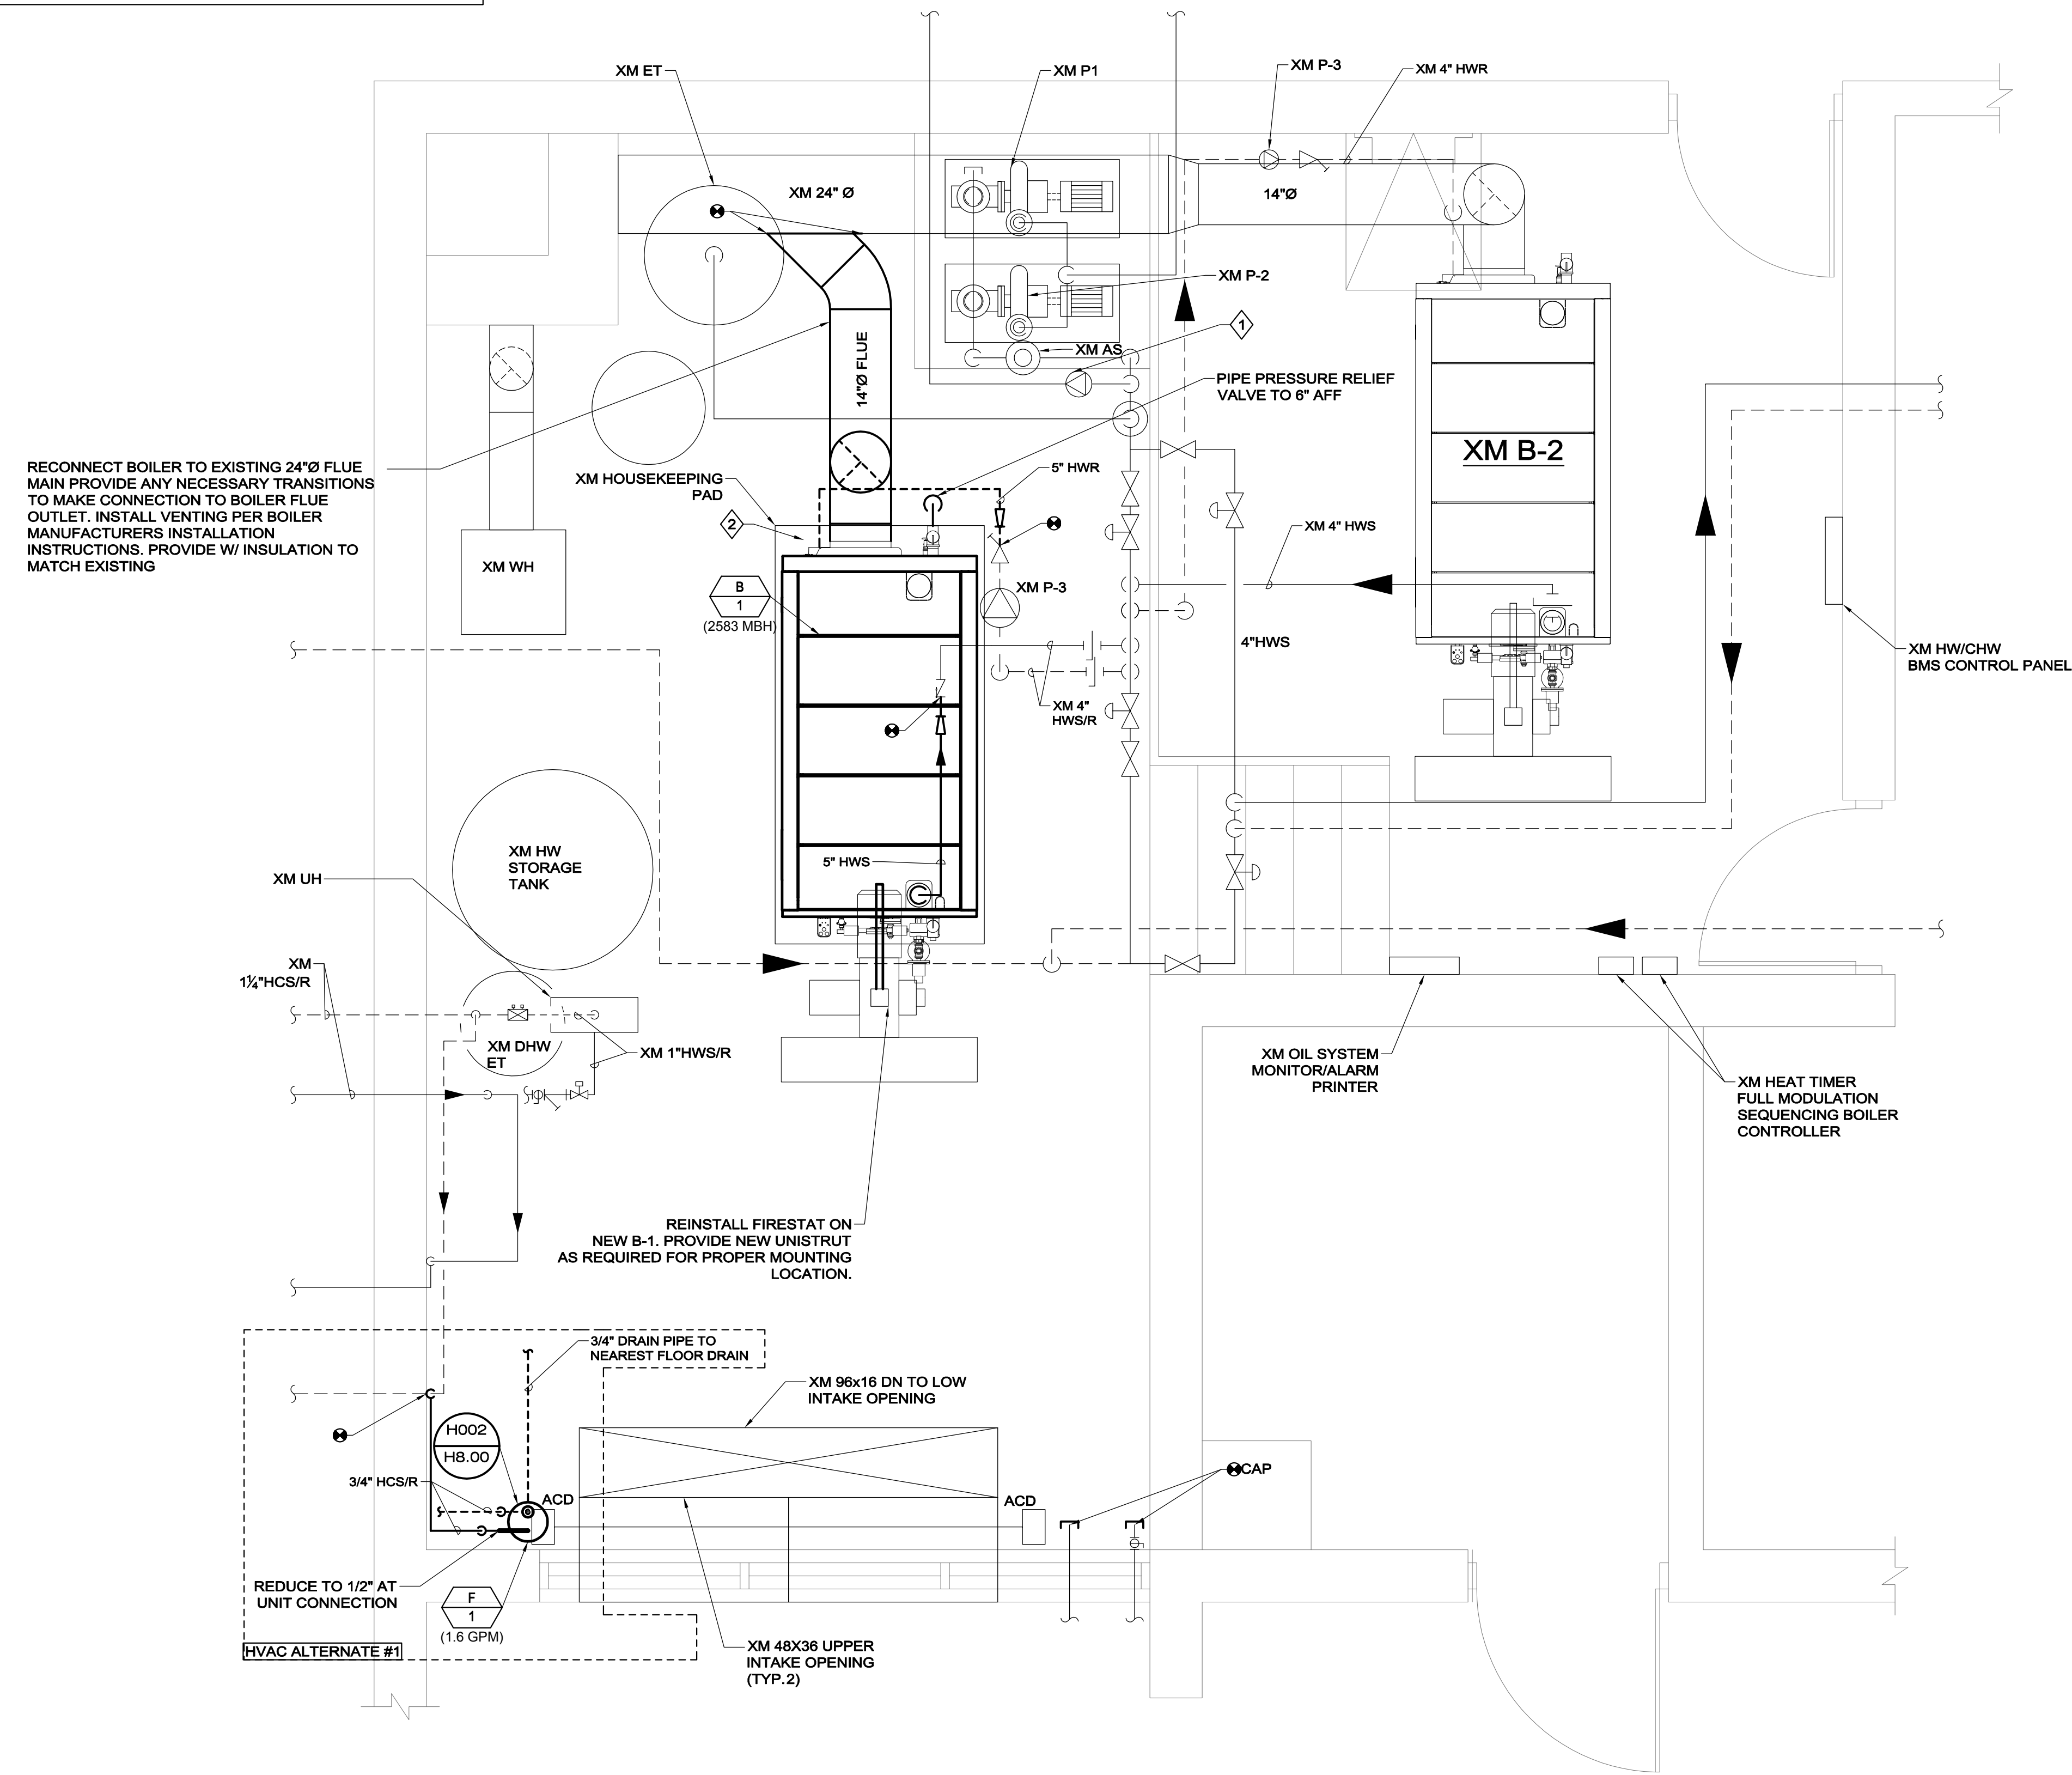 XM ET
XM P1
XM P-3
XM 4" HWR
XM 24" Ø
14"Ø
XM P-2
1
XM AS
14"Ø FLUE
PIPE PRESSURE RELIEF
VALVE TO 6" AFF
XM B-2
RECONNECT BOILER TO EXISTING 24"Ø FLUE
MAIN PROVIDE ANY NECESSARY TRANSITIONS
TO MAKE CONNECTION TO BOILER FLUE
OUTLET. INSTALL VENTING PER BOILER
MANUFACTURERS INSTALLATION
INSTRUCTIONS. PROVIDE W/ INSULATION TO
MATCH EXISTING
XM HOUSEKEEPING
PAD
5" HWR
2
XM 4" HWS
XM WH
B
1
(2583 MBH)
XM P-3
4"HWS
XM HW/CHW
BMS CONTROL PANEL
XM 4"
HWS/R
XM HW
STORAGE
TANK
5" HWS
XM UH
XM
1¼"HCS/R
XM DHW
ET
XM 1"HWS/R
XM OIL SYSTEM
MONITOR/ALARM
PRINTER
XM HEAT TIMER
FULL MODULATION
SEQUENCING BOILER
CONTROLLER
REINSTALL FIRESTAT ON
NEW B-1. PROVIDE NEW UNISTRUT
AS REQUIRED FOR PROPER MOUNTING
LOCATION.
3/4" DRAIN PIPE TO
NEAREST FLOOR DRAIN
XM 96x16 DN TO LOW
INTAKE OPENING
H002
H8.00
3/4" HCS/R
ACD
ACD
CAP
REDUCE TO 1/2" AT
UNIT CONNECTION
F
1
(1.6 GPM)
HVAC ALTERNATE #1
XM 48X36 UPPER
INTAKE OPENING
(TYP.2)